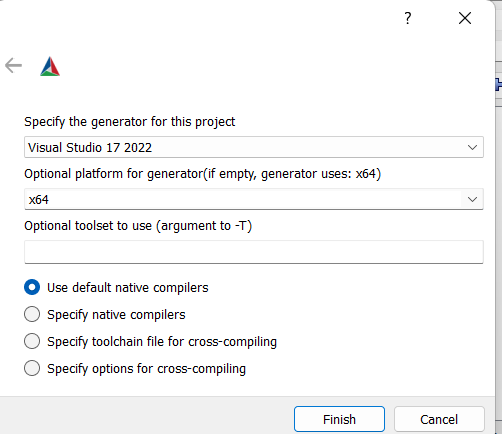 ?
Specify the generator for this project
Visual Studio 17 2022
Optional platform for generator(if empty, generator uses: x64)
x64
Optional toolset to use (argument to -T)
Use default native compilers
Specify native compilers
Specify toolchain file for cross-compiling
Specify options for cross-compiling
Finish Cancel